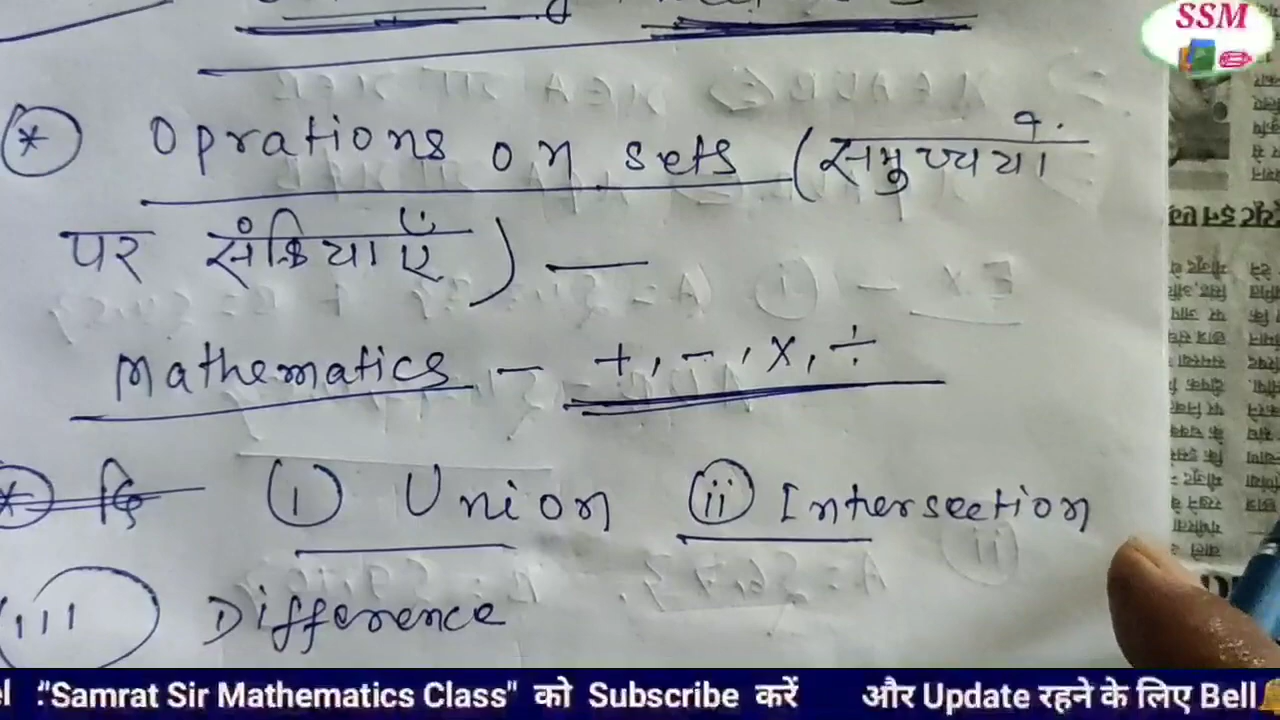 SSM
* Oprations on sets (समुच्चयों
पर संक्रियाएँ) —
Mathematics — +, -, x, ÷
(i) Union (ii) Intersection
(iii) Difference
"Samrat Sir Mathematics Class" को Subscribe करें और Update रहने के लिए Bell